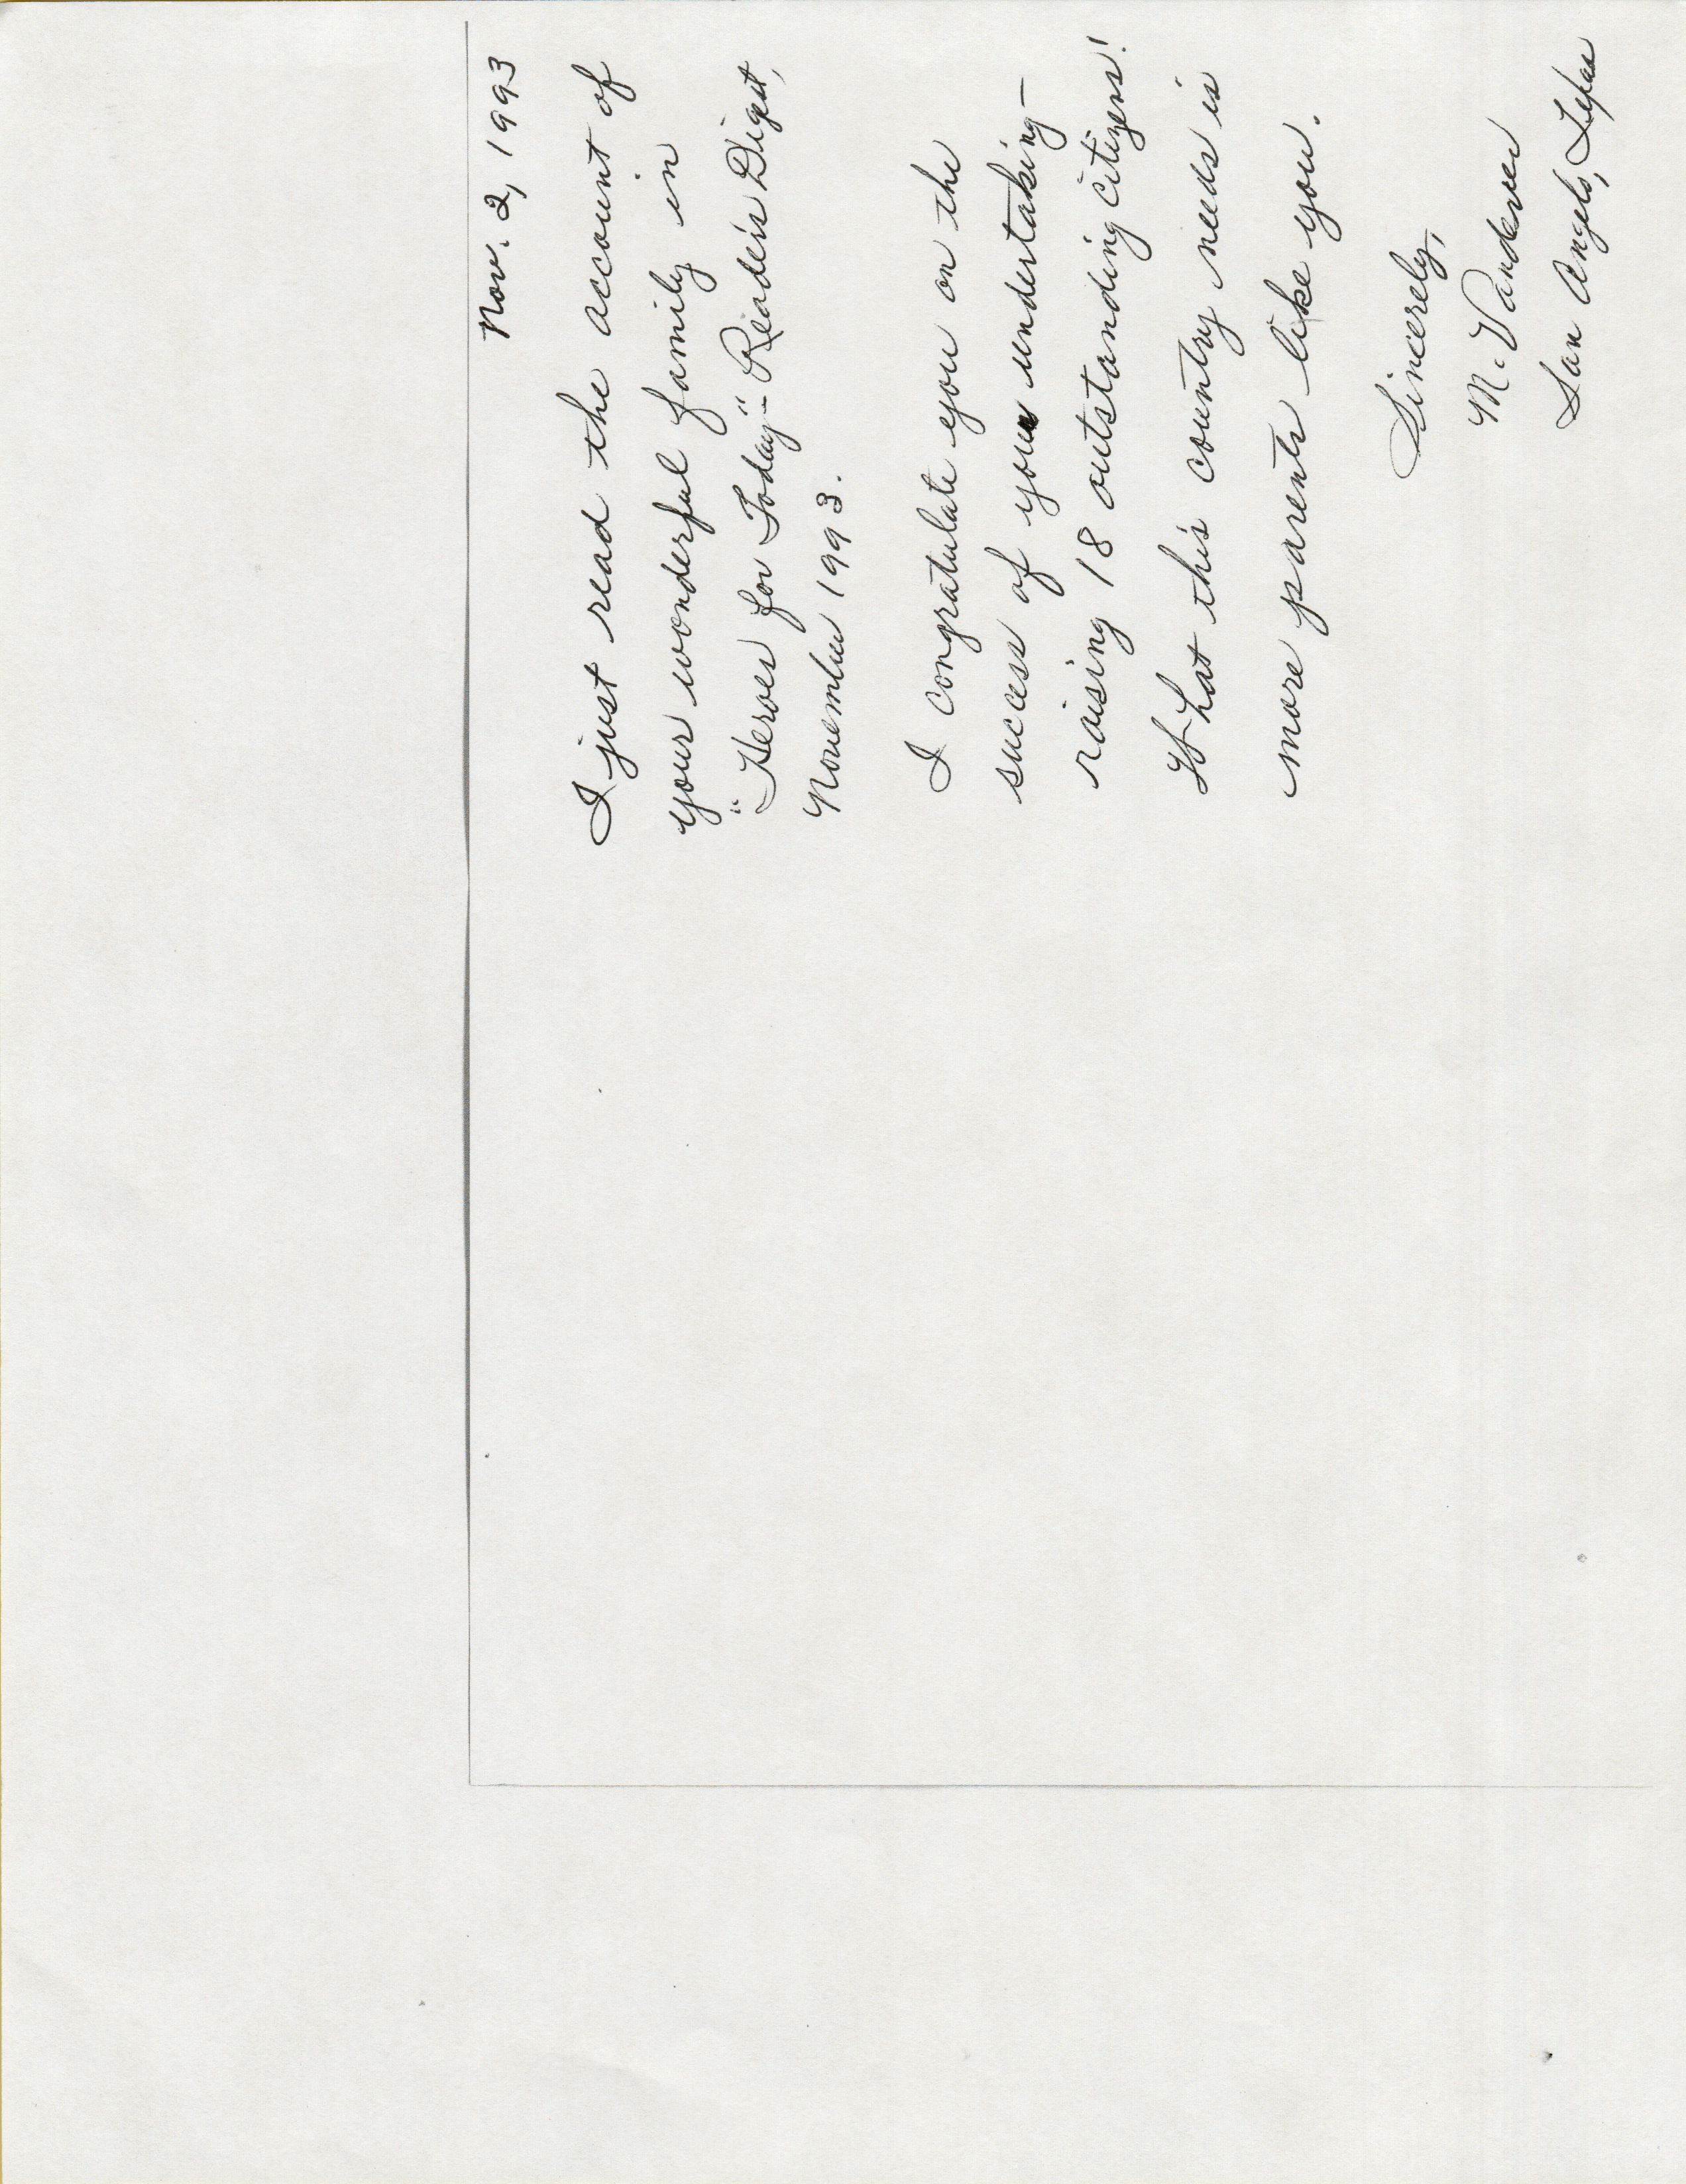 Nov. 2, 1993
I just read the account of
your wonderful family in
"Heroes for Today" - Reader's Digest,
November 1993.
I congratulate you on the
success of your undertaking -
raising 18 outstanding citizens!
What this country needs is
more parents like you.
Sincerely,
M. Vandever
San Angelo, Texas